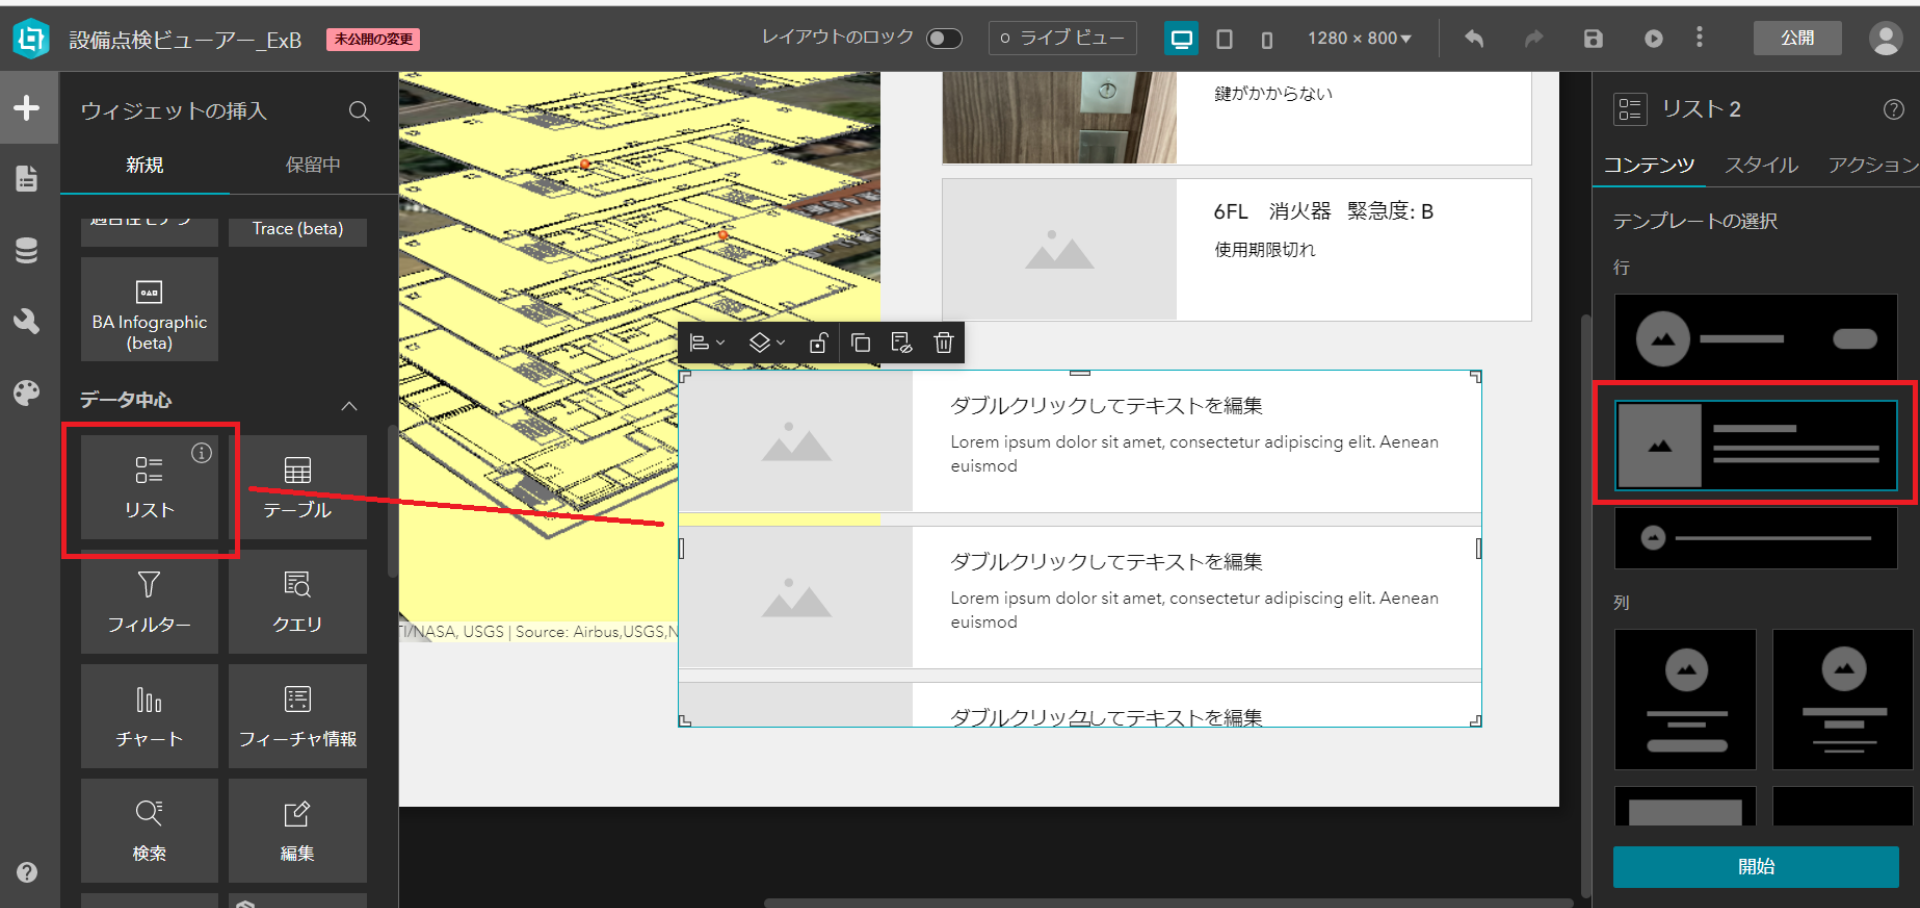 設備点検ビューアー_ExB
未公開の変更
レイアウトのロック
ライブ ビュー
1280 × 800
公開
ウィジェットの挿入
新規
保留中
Trace (beta)
BA Infographic
(beta)
データ中心
リスト
テーブル
フィルター
クエリ
チャート
フィーチャ情報
検索
編集
鍵がかからない
6FL 消火器 緊急度: B
使用期限切れ
ダブルクリックしてテキストを編集
Lorem ipsum dolor sit amet, consectetur adipiscing elit. Aenean
euismod
ダブルクリックしてテキストを編集
Lorem ipsum dolor sit amet, consectetur adipiscing elit. Aenean
euismod
ダブルクリックしてテキストを編集
TI/NASA, USGS | Source: Airbus,USGS,N
リスト 2
コンテンツ
スタイル
アクション
テンプレートの選択
行
列
開始